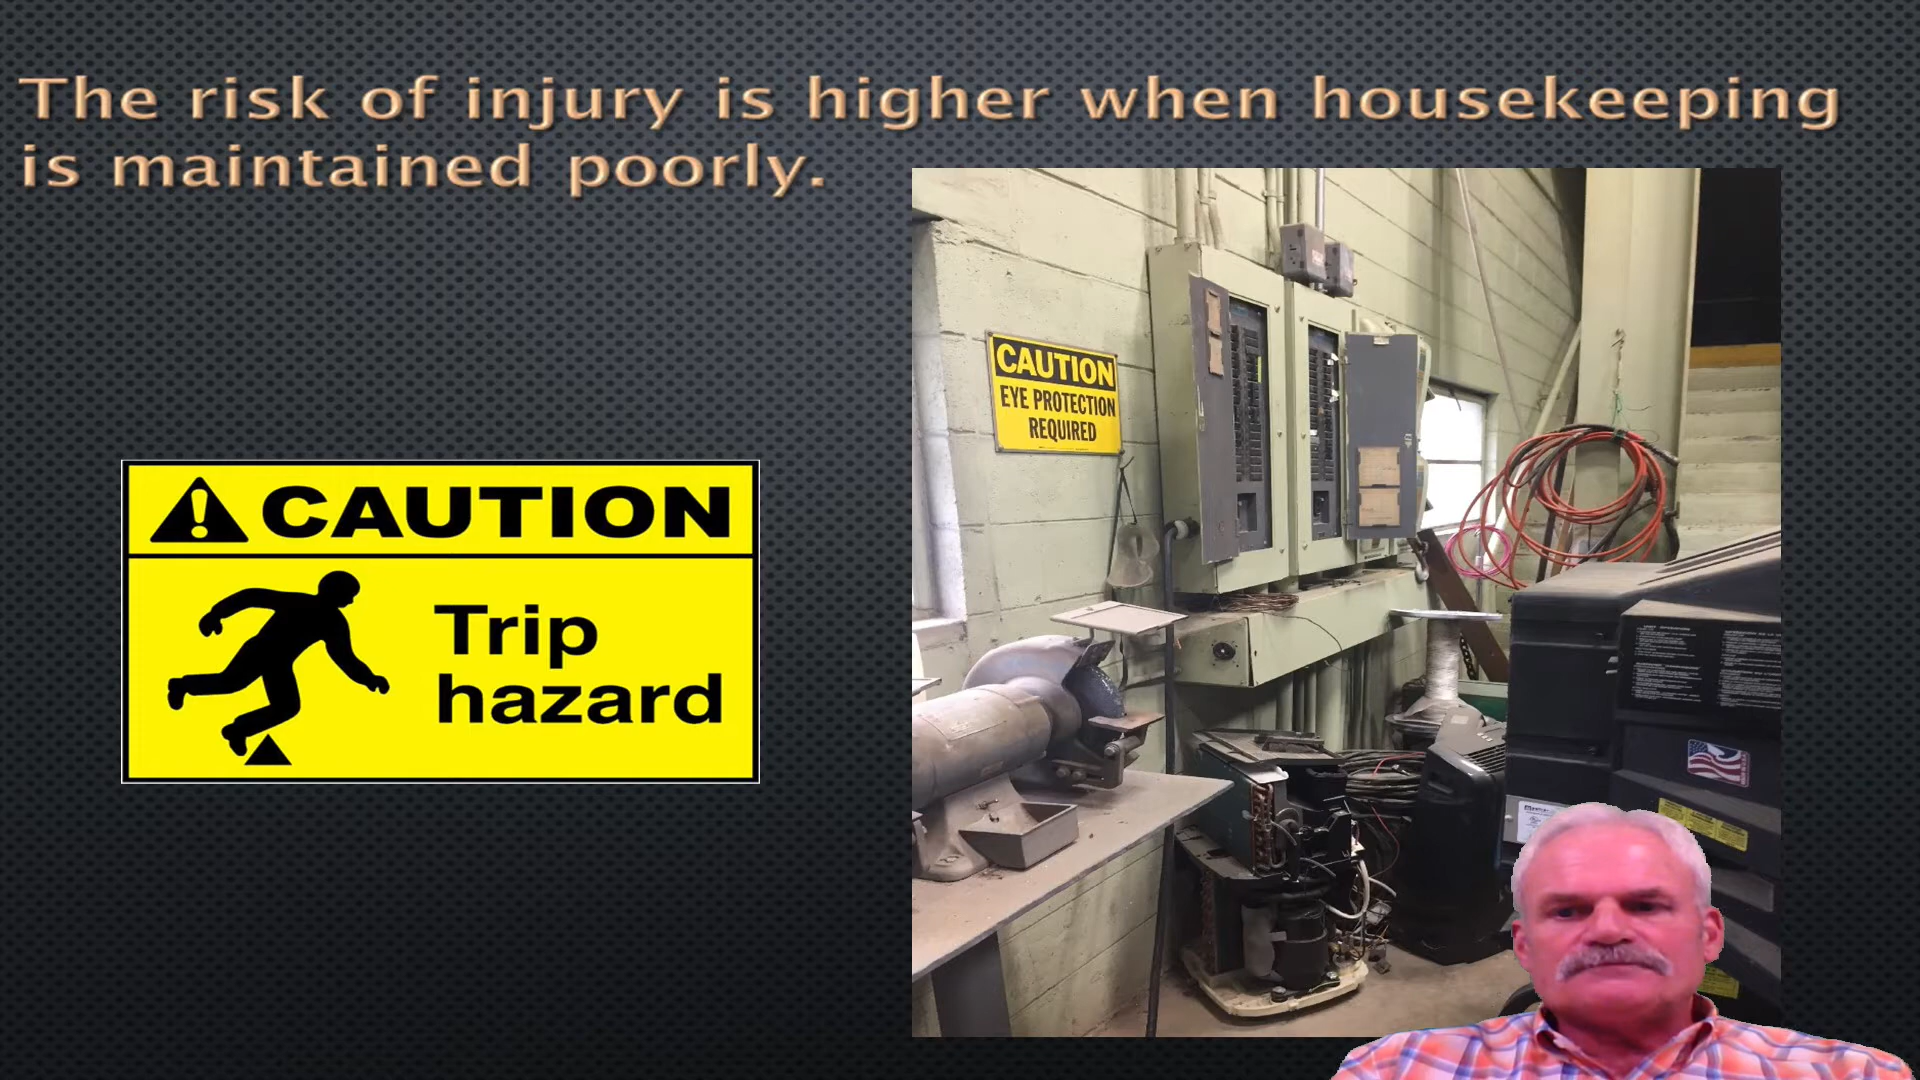 The risk of injury is higher when housekeeping
is maintained poorly.
CAUTION
EYE PROTECTION
REQUIRED
CAUTION
Trip
hazard